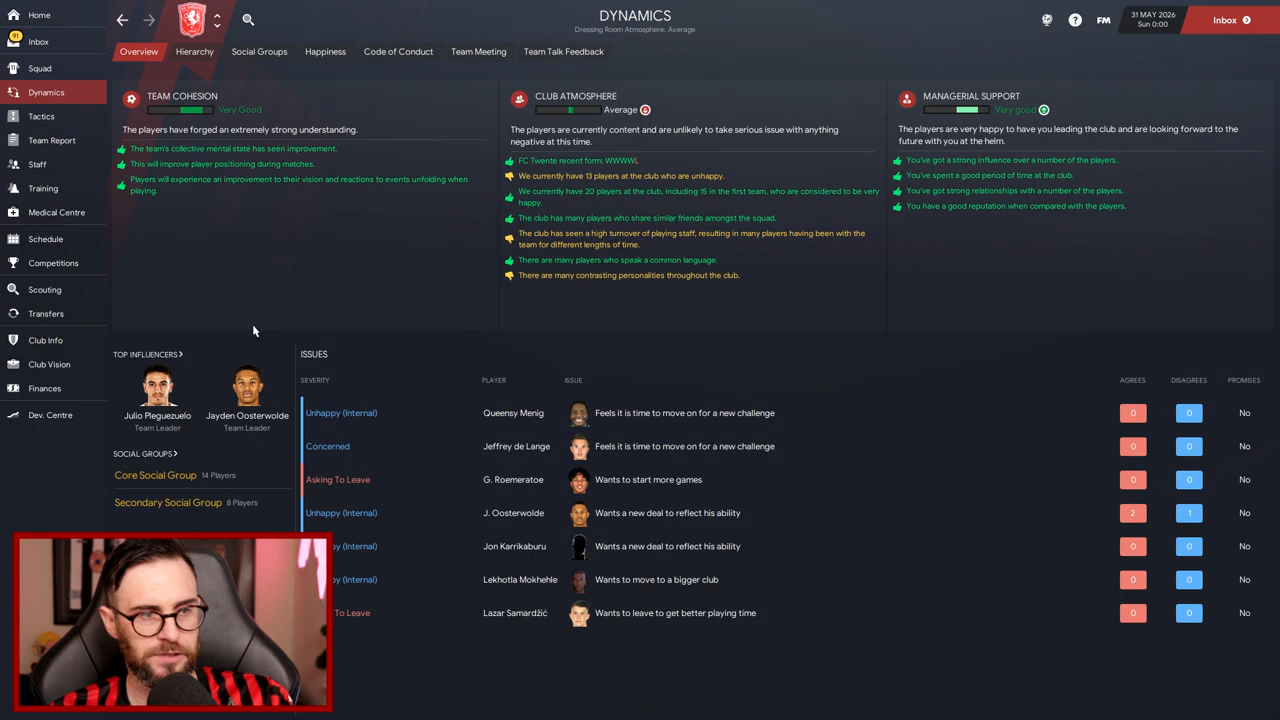 Home
91
Inbox
Squad
Dynamics
Tactics
Team Report
Staff
Training
Medical Centre
Schedule
Competitions
Scouting
Transfers
Club Info
Club Vision
Finances
Dev. Centre
DYNAMICS
Dressing Room Atmosphere: Average
FM
31 MAY 2026
Sun 0:00
Inbox
Overview
Hierarchy
Social Groups
Happiness
Code of Conduct
Team Meeting
Team Talk Feedback
TEAM COHESION
Very Good
The players have forged an extremely strong understanding.
The team's collective mental state has seen improvement.
This will improve player positioning during matches.
Players will experience an improvement to their vision and reactions to events unfolding when
playing.
CLUB ATMOSPHERE
Average
The players are currently content and are unlikely to take serious issue with anything
negative at this time.
FC Twente recent form: WWWWL
We currently have 13 players at the club who are unhappy.
We currently have 20 players at the club, including 15 in the first team, who are considered to be very
happy.
The club has many players who share similar friends amongst the squad.
The club has seen a high turnover of playing staff, resulting in many players having been with the
team for different lengths of time.
There are many players who speak a common language.
There are many contrasting personalities throughout the club.
MANAGERIAL SUPPORT
Very good
The players are very happy to have you leading the club and are looking forward to the
future with you at the helm.
You've got a strong influence over a number of the players.
You've spent a good period of time at the club.
You've got strong relationships with a number of the players.
You have a good reputation when compared with the players.
TOP INFLUENCERS
Julio Pleguezuelo
Team Leader
Jayden Oosterwolde
Team Leader
SOCIAL GROUPS
Core Social Group 14 Players
Secondary Social Group 8 Players
ISSUES
SEVERITY PLAYER ISSUE AGREES DISAGREES PROMISES
Unhappy (Internal) Queensy Menig Feels it is time to move on for a new challenge 0 0 No
Concerned Jeffrey de Lange Feels it is time to move on for a new challenge 0 0 No
Asking To Leave G. Roemeratoe Wants to start more games 0 0 No
Unhappy (Internal) J. Oosterwolde Wants a new deal to reflect his ability 2 1 No
py (Internal) Jon Karrikaburu Wants a new deal to reflect his ability 0 0 No
py (Internal) Lekhotla Mokhehle Wants to move to a bigger club 0 0 No
To Leave Lazar Samardžić Wants to leave to get better playing time 0 0 No